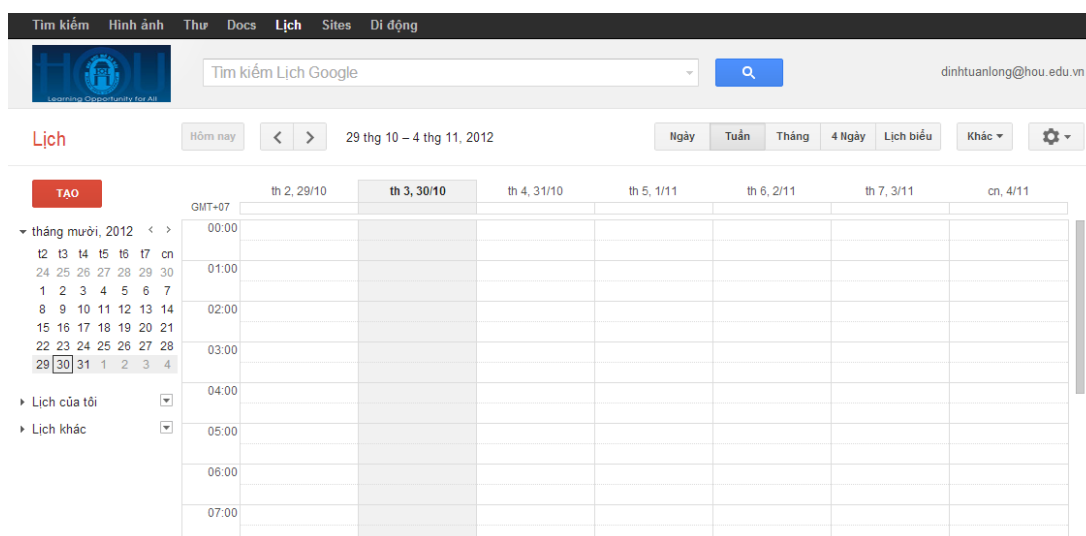 Tìm kiếm Hình ảnh Thư Docs Lịch Sites Di động
HOU
Learning Opportunity for All
Tìm kiếm Lịch Google
dinhtuanlong@hou.edu.vn
Lịch
Hôm nay
29 thg 10 – 4 thg 11, 2012
Ngày Tuần Tháng 4 Ngày Lịch biểu Khác
TẠO
tháng mười, 2012
t2 t3 t4 t5 t6 t7 cn
24 25 26 27 28 29 30
1 2 3 4 5 6 7
8 9 10 11 12 13 14
15 16 17 18 19 20 21
22 23 24 25 26 27 28
29 30 31 1 2 3 4
Lịch của tôi
Lịch khác
th 2, 29/10 th 3, 30/10 th 4, 31/10 th 5, 1/11 th 6, 2/11 th 7, 3/11 cn, 4/11
GMT+07
00:00
01:00
02:00
03:00
04:00
05:00
06:00
07:00